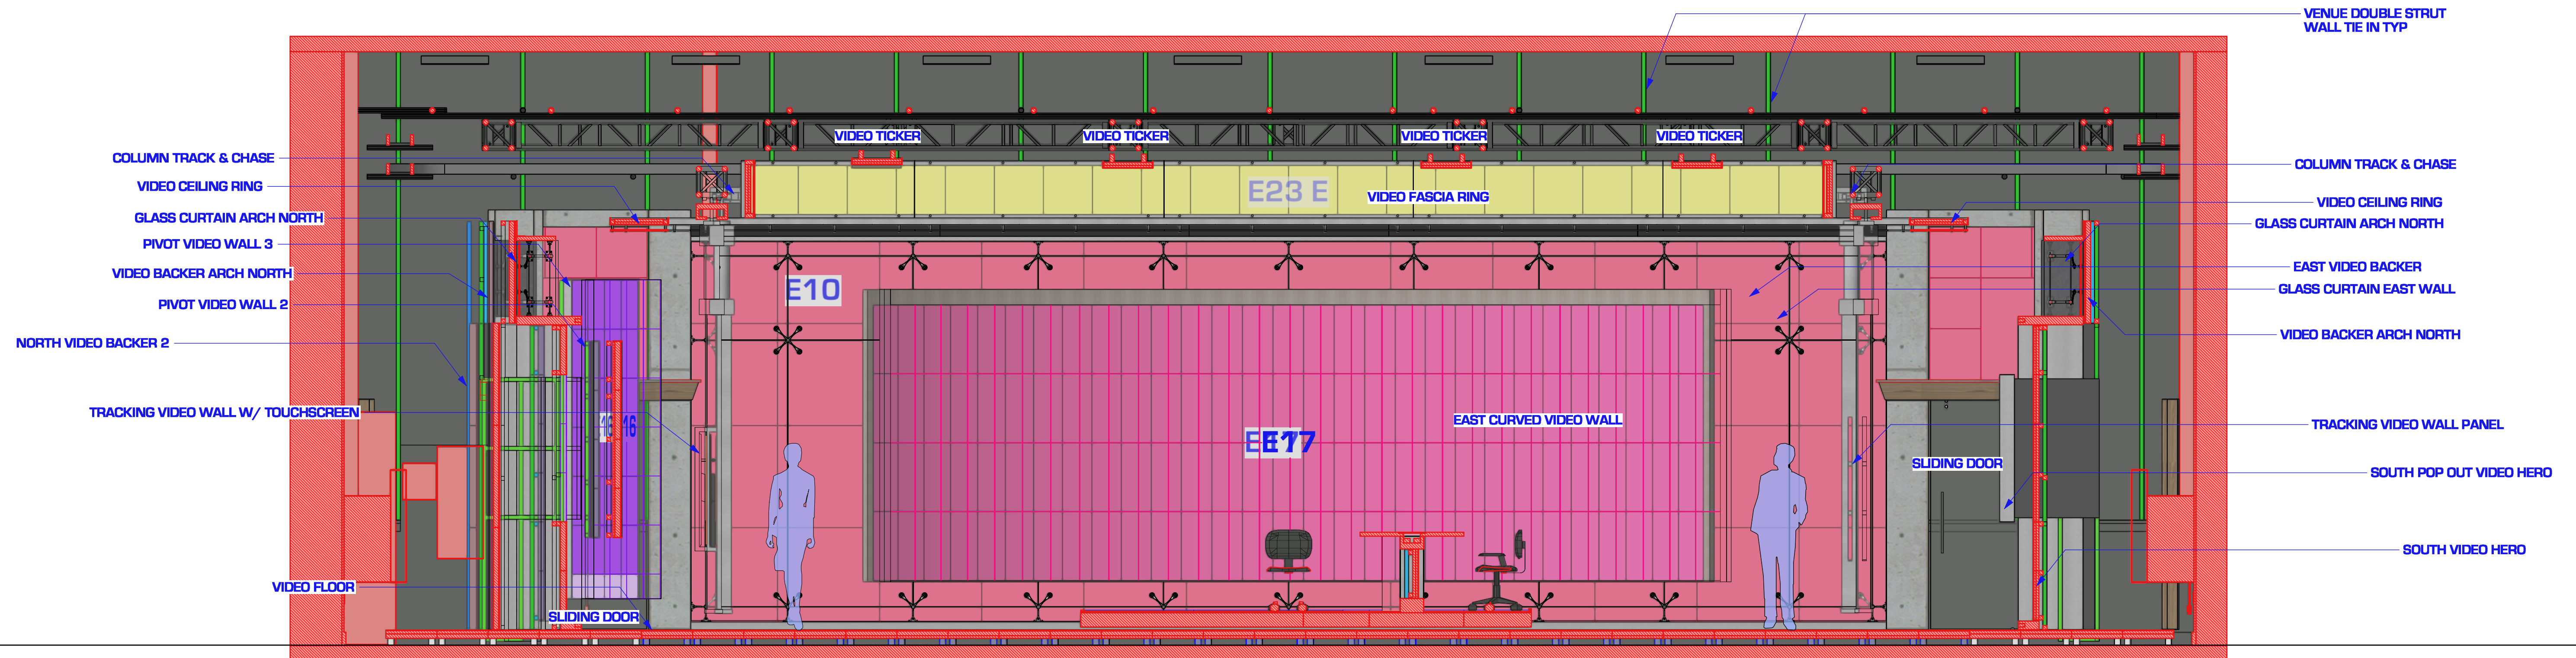 VENUE DOUBLE STRUT
WALL TIE IN TYP
VIDEO TICKER
VIDEO TICKER
VIDEO TICKER
VIDEO TICKER
COLUMN TRACK & CHASE
COLUMN TRACK & CHASE
VIDEO CEILING RING
E23 E
VIDEO FASCIA RING
VIDEO CEILING RING
GLASS CURTAIN ARCH NORTH
GLASS CURTAIN ARCH NORTH
PIVOT VIDEO WALL 3
VIDEO BACKER ARCH NORTH
EAST VIDEO BACKER
E10
GLASS CURTAIN EAST WALL
PIVOT VIDEO WALL 2
VIDEO BACKER ARCH NORTH
NORTH VIDEO BACKER 2
TRACKING VIDEO WALL W/ TOUCHSCREEN
EAST CURVED VIDEO WALL
TRACKING VIDEO WALL PANEL
16
E17
SLIDING DOOR
SOUTH POP OUT VIDEO HERO
SOUTH VIDEO HERO
VIDEO FLOOR
SLIDING DOOR